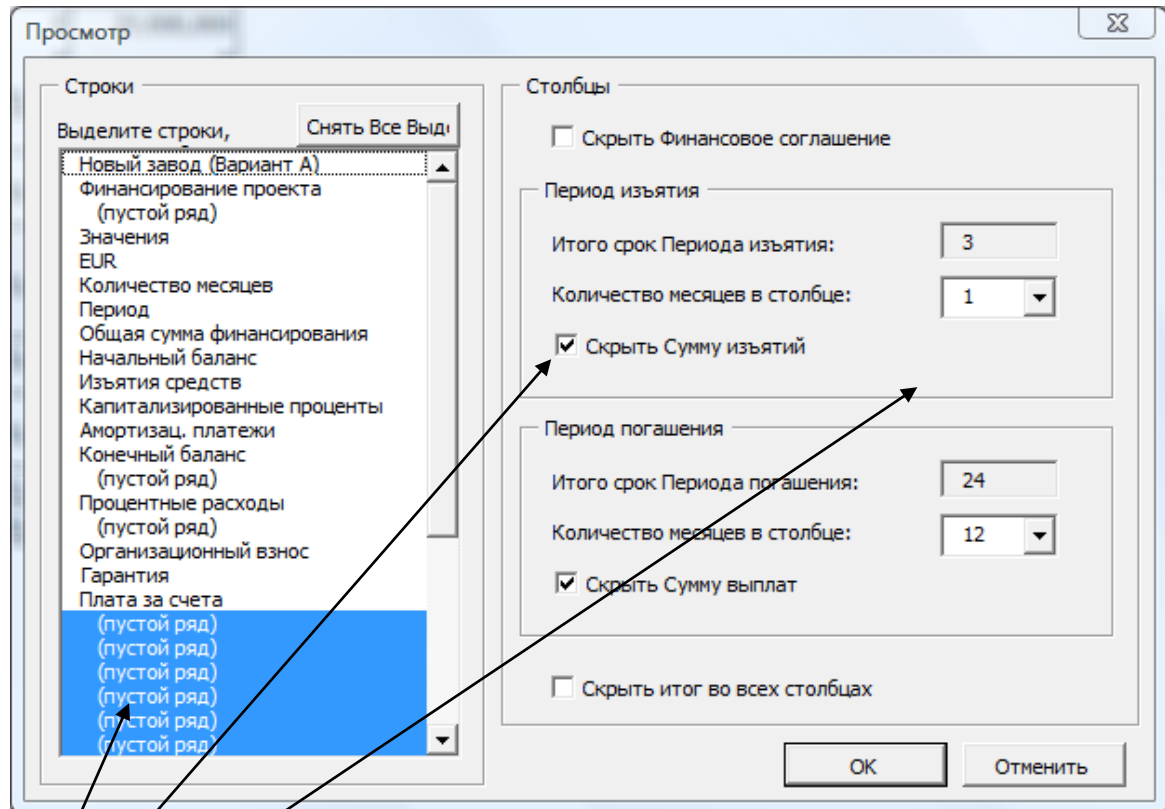 Просмотр
Строки
Выделите строки,
Снять Все Выд
Новый завод (Вариант А)
Финансирование проекта
(пустой ряд)
Значения
EUR
Количество месяцев
Период
Общая сумма финансирования
Начальный баланс
Изъятия средств
Капитализированные проценты
Амортизац. платежи
Конечный баланс
(пустой ряд)
Процентные расходы
(пустой ряд)
Организационный взнос
Гарантия
Плата за счета
(пустой ряд)
(пустой ряд)
(пустой ряд)
(пустой ряд)
(пустой ряд)
(пустой ряд)
Столбцы
Скрыть Финансовое соглашение
Период изъятия
Итого срок Периода изъятия: 3
Количество месяцев в столбце: 1
Скрыть Сумму изъятий
Период погашения
Итого срок Периода погашения: 24
Количество месяцев в столбце: 12
Скрыть Сумму выплат
Скрыть итог во всех столбцах
OK
Отменить